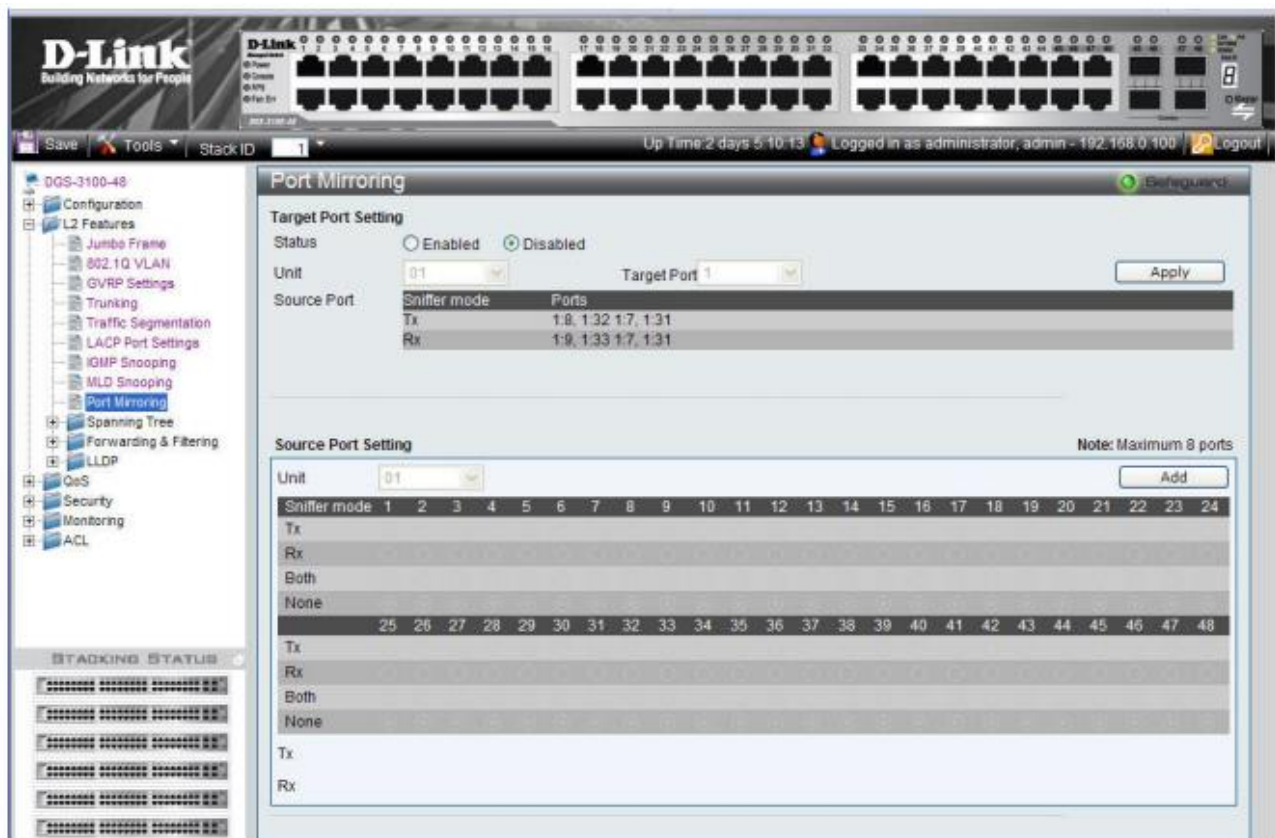 D-Link
Building Networks for People
D-Link
Power
Console
RPS
Fan Err
DGS-3100-48
Save
Tools
Stack ID
1
Up Time:2 days 5:10:13
Logged in as administrator, admin - 192.168.0.100
Logout
DGS-3100-48
Configuration
L2 Features
Jumbo Frame
802.1Q VLAN
GVRP Settings
Trunking
Traffic Segmentation
LACP Port Settings
IGMP Snooping
MLD Snooping
Port Mirroring
Spanning Tree
Forwarding & Filtering
LLDP
QoS
Security
Monitoring
ACL
STACKING STATUS
Port Mirroring
Safeguard
Target Port Setting
Status Enabled Disabled
Unit 01 Target Port 1 Apply
Source Port Sniffer mode Ports
Tx 1:8, 1:32 1:7, 1:31
Rx 1:9, 1:33 1:7, 1:31
Source Port Setting Note: Maximum 8 ports
Unit 01 Add
Sniffer mode 1 2 3 4 5 6 7 8 9 10 11 12 13 14 15 16 17 18 19 20 21 22 23 24
Tx
Rx
Both
None
25 26 27 28 29 30 31 32 33 34 35 36 37 38 39 40 41 42 43 44 45 46 47 48
Tx
Rx
Both
None
Tx
Rx